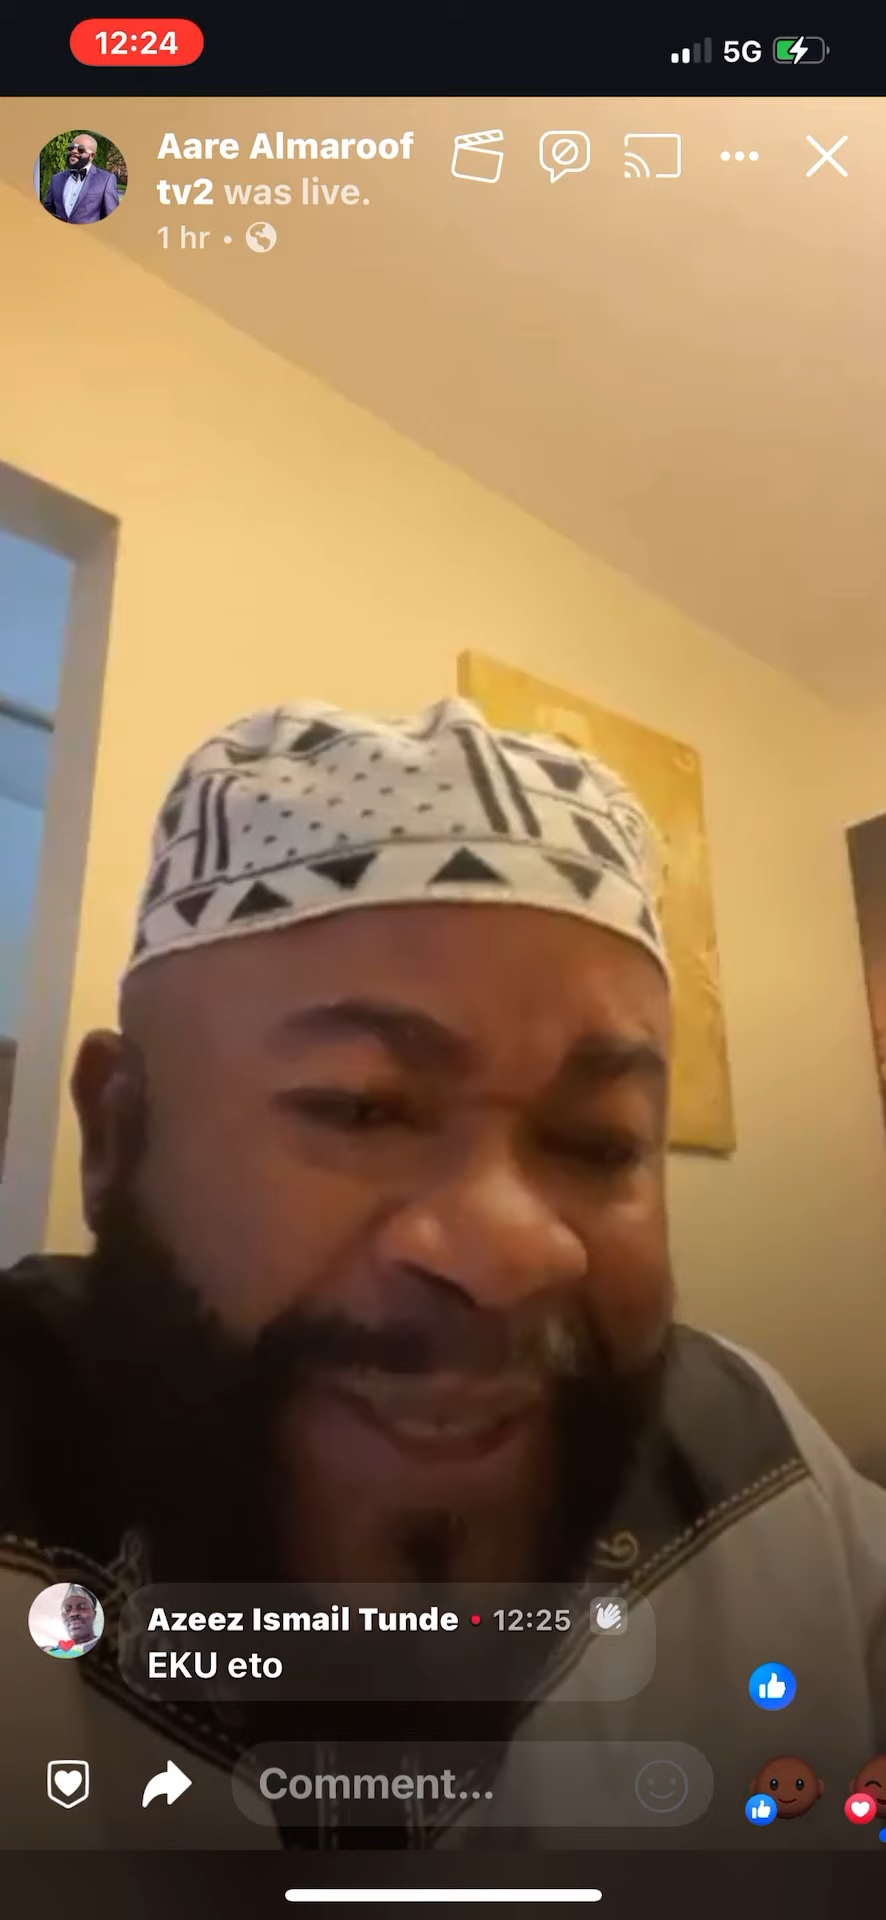 12:24
5G
Aare Almaroof
tv2 was live.
1 hr •
Azeez Ismail Tunde • 12:25
EKU eto
Comment...